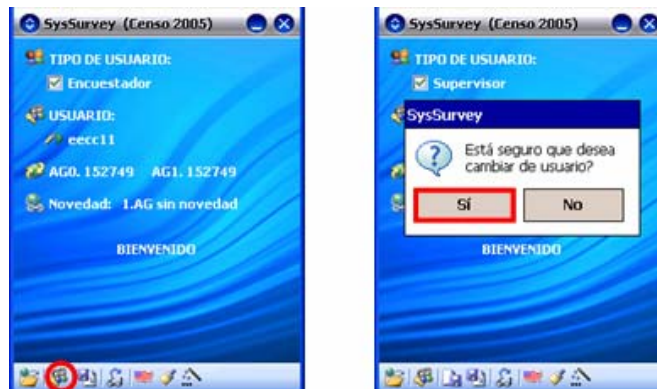 SysSurvey (Censo 2005)
TIPO DE USUARIO:
Encuestador
USUARIO:
eecc11
AG0. 152749 AG1. 152749
Novedad: 1.AG sin novedad
BIENVENIDO
SysSurvey (Censo 2005)
TIPO DE USUARIO:
Supervisor
SysSurvey
Está seguro que desea
cambiar de usuario?
Sí No
BIENVENIDO